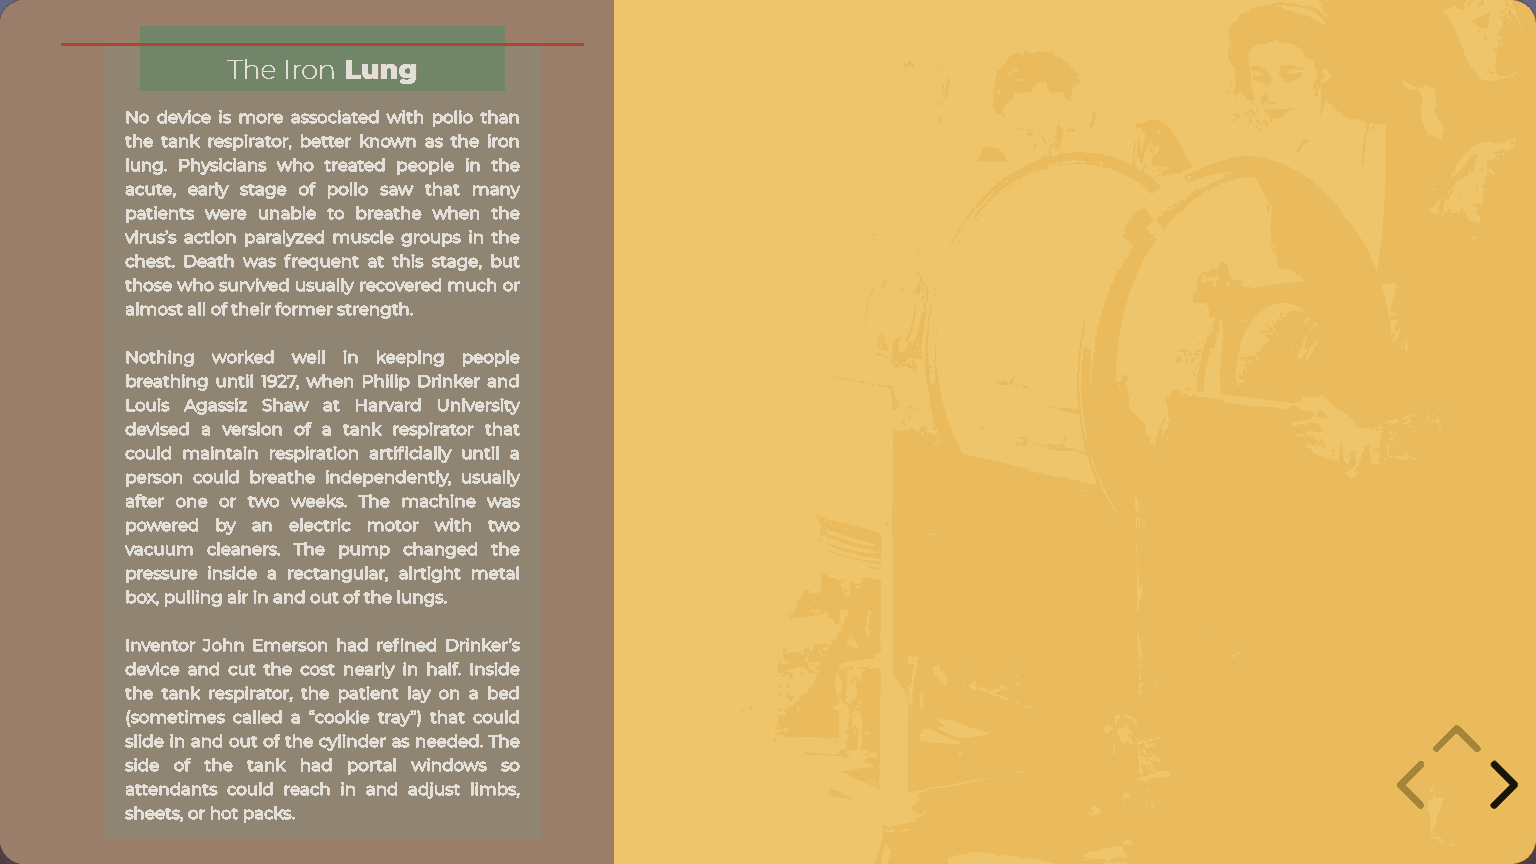 The Iron Lung
No device is more associated with polio than
the tank respirator, better known as the iron
lung. Physicians who treated people in the
acute, early stage of polio saw that many
patients were unable to breathe when the
virus's action paralyzed muscle groups in the
chest. Death was frequent at this stage, but
those who survived usually recovered much or
almost all of their former strength.
Nothing worked well in keeping people
breathing until 1927, when Philip Drinker and
Louis Agassiz Shaw at Harvard University
devised a version of a tank respirator that
could maintain respiration artificially until a
person could breathe independently, usually
after one or two weeks. The machine was
powered by an electric motor with two
vacuum cleaners. The pump changed the
pressure inside a rectangular, airtight metal
box, pulling air in and out of the lungs.
Inventor John Emerson had refined Drinker's
device and cut the cost nearly in half. Inside
the tank respirator, the patient lay on a bed
(sometimes called a “cookie tray”) that could
slide in and out of the cylinder as needed. The
side of the tank had portal windows so
attendants could reach in and adjust limbs,
sheets, or hot packs.